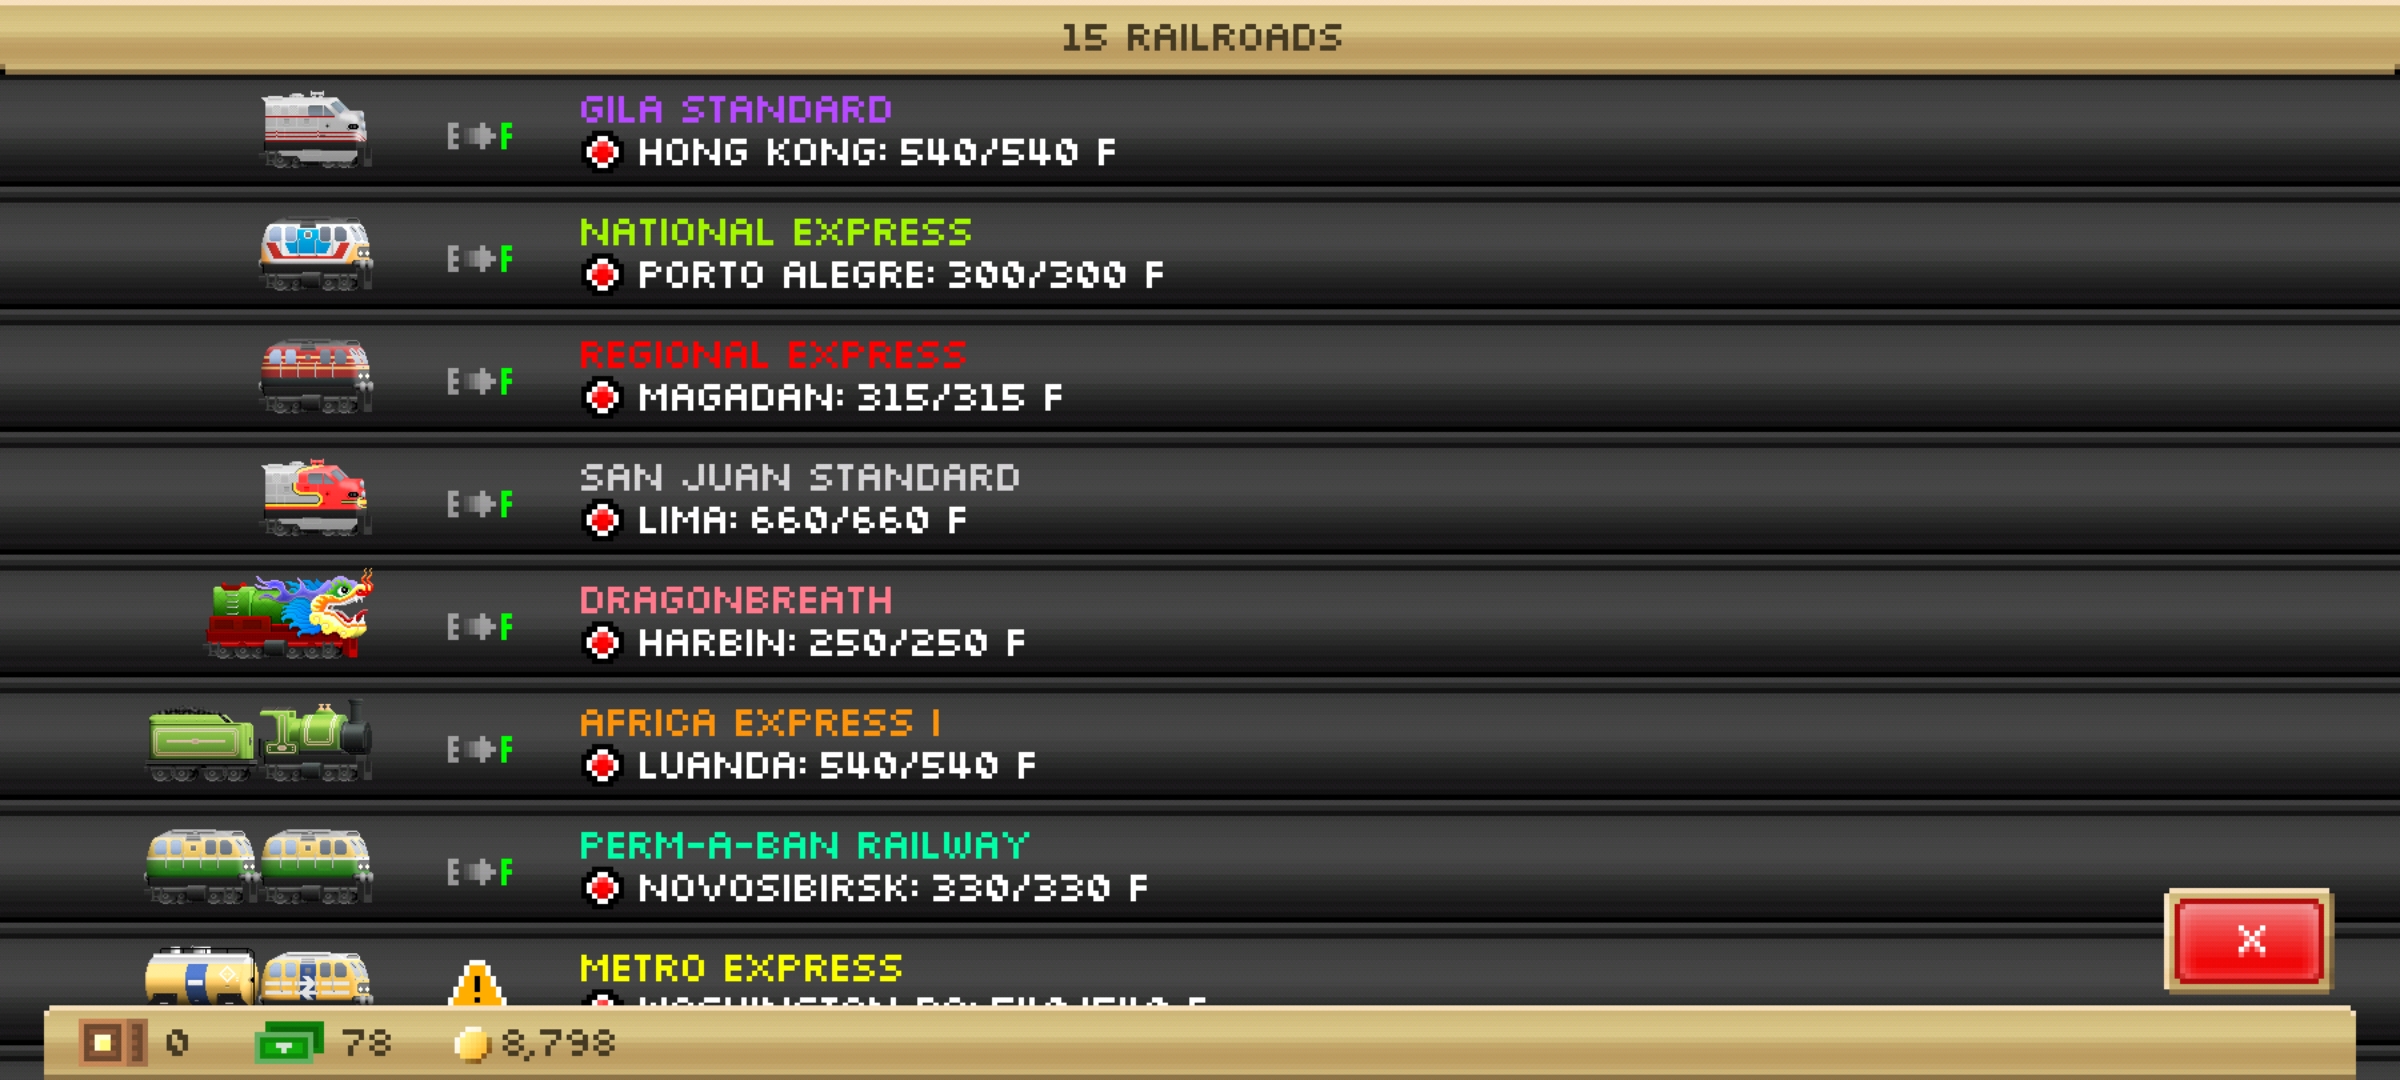 15 RAILROADS
E F
GILA STANDARD
HONG KONG: 540/540 F
E F
NATIONAL EXPRESS
PORTO ALEGRE: 300/300 F
E F
REGIONAL EXPRESS
MAGADAN: 315/315 F
E F
SAN JUAN STANDARD
LIMA: 660/660 F
E F
DRAGONBREATH
HARBIN: 250/250 F
E F
AFRICA EXPRESS I
LUANDA: 540/540 F
E F
PERM-A-BAN RAILWAY
NOVOSIBIRSK: 330/330 F
X
METRO EXPRESS
0 78 8,798